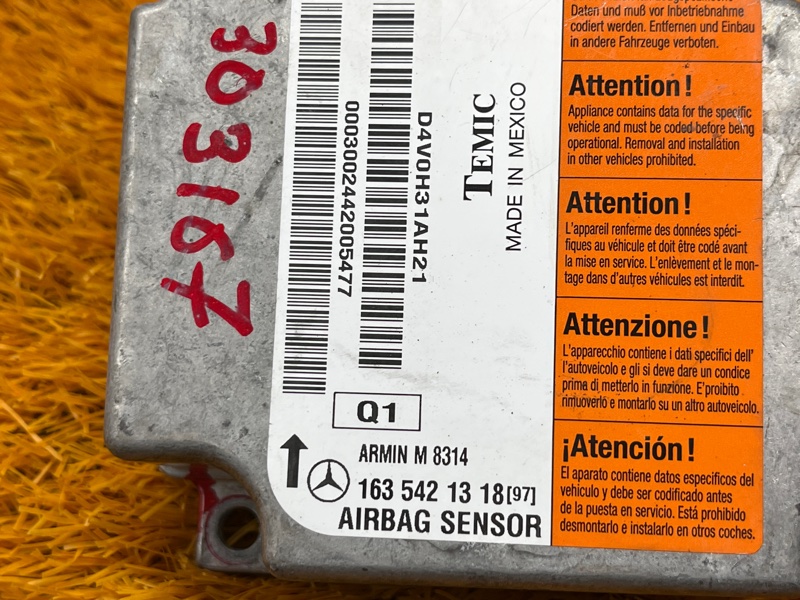 303167
D4V0H31AH21
00030002442005477
TEMIC
MADE IN MEXICO
Q1
ARMIN M 8314
163 542 13 18 [97]
AIRBAG SENSOR
Daten und muß vor Inbetriebnahme
codiert werden. Entfernen und Einbau
in andere Fahrzeuge verboten.
Attention!
Appliance contains data for the specific
vehicle and must be coded before being
operational. Removal and installation
in other vehicles prohibited.
Attention!
L'appareil renferme des données spéci-
fiques au véhicule et doit être codé avant
la mise en service. L'enlèvement et le mon-
tage dans d'autres véhicules est interdit.
Attenzione!
L'apparecchio contiene i dati specifici dell'
l'autoveicolo e gli si deve dare un condice
prima di metterlo in funzione. E'proibito
rimuoverlo e montarlo su un altro autoveicolo.
¡Atención!
El aparato contiene datos especificos del
vehiculo y debe ser codificado antes
de la puesta en servicio. Está prohibido
desmontarlo e instalarlo en otros coches.